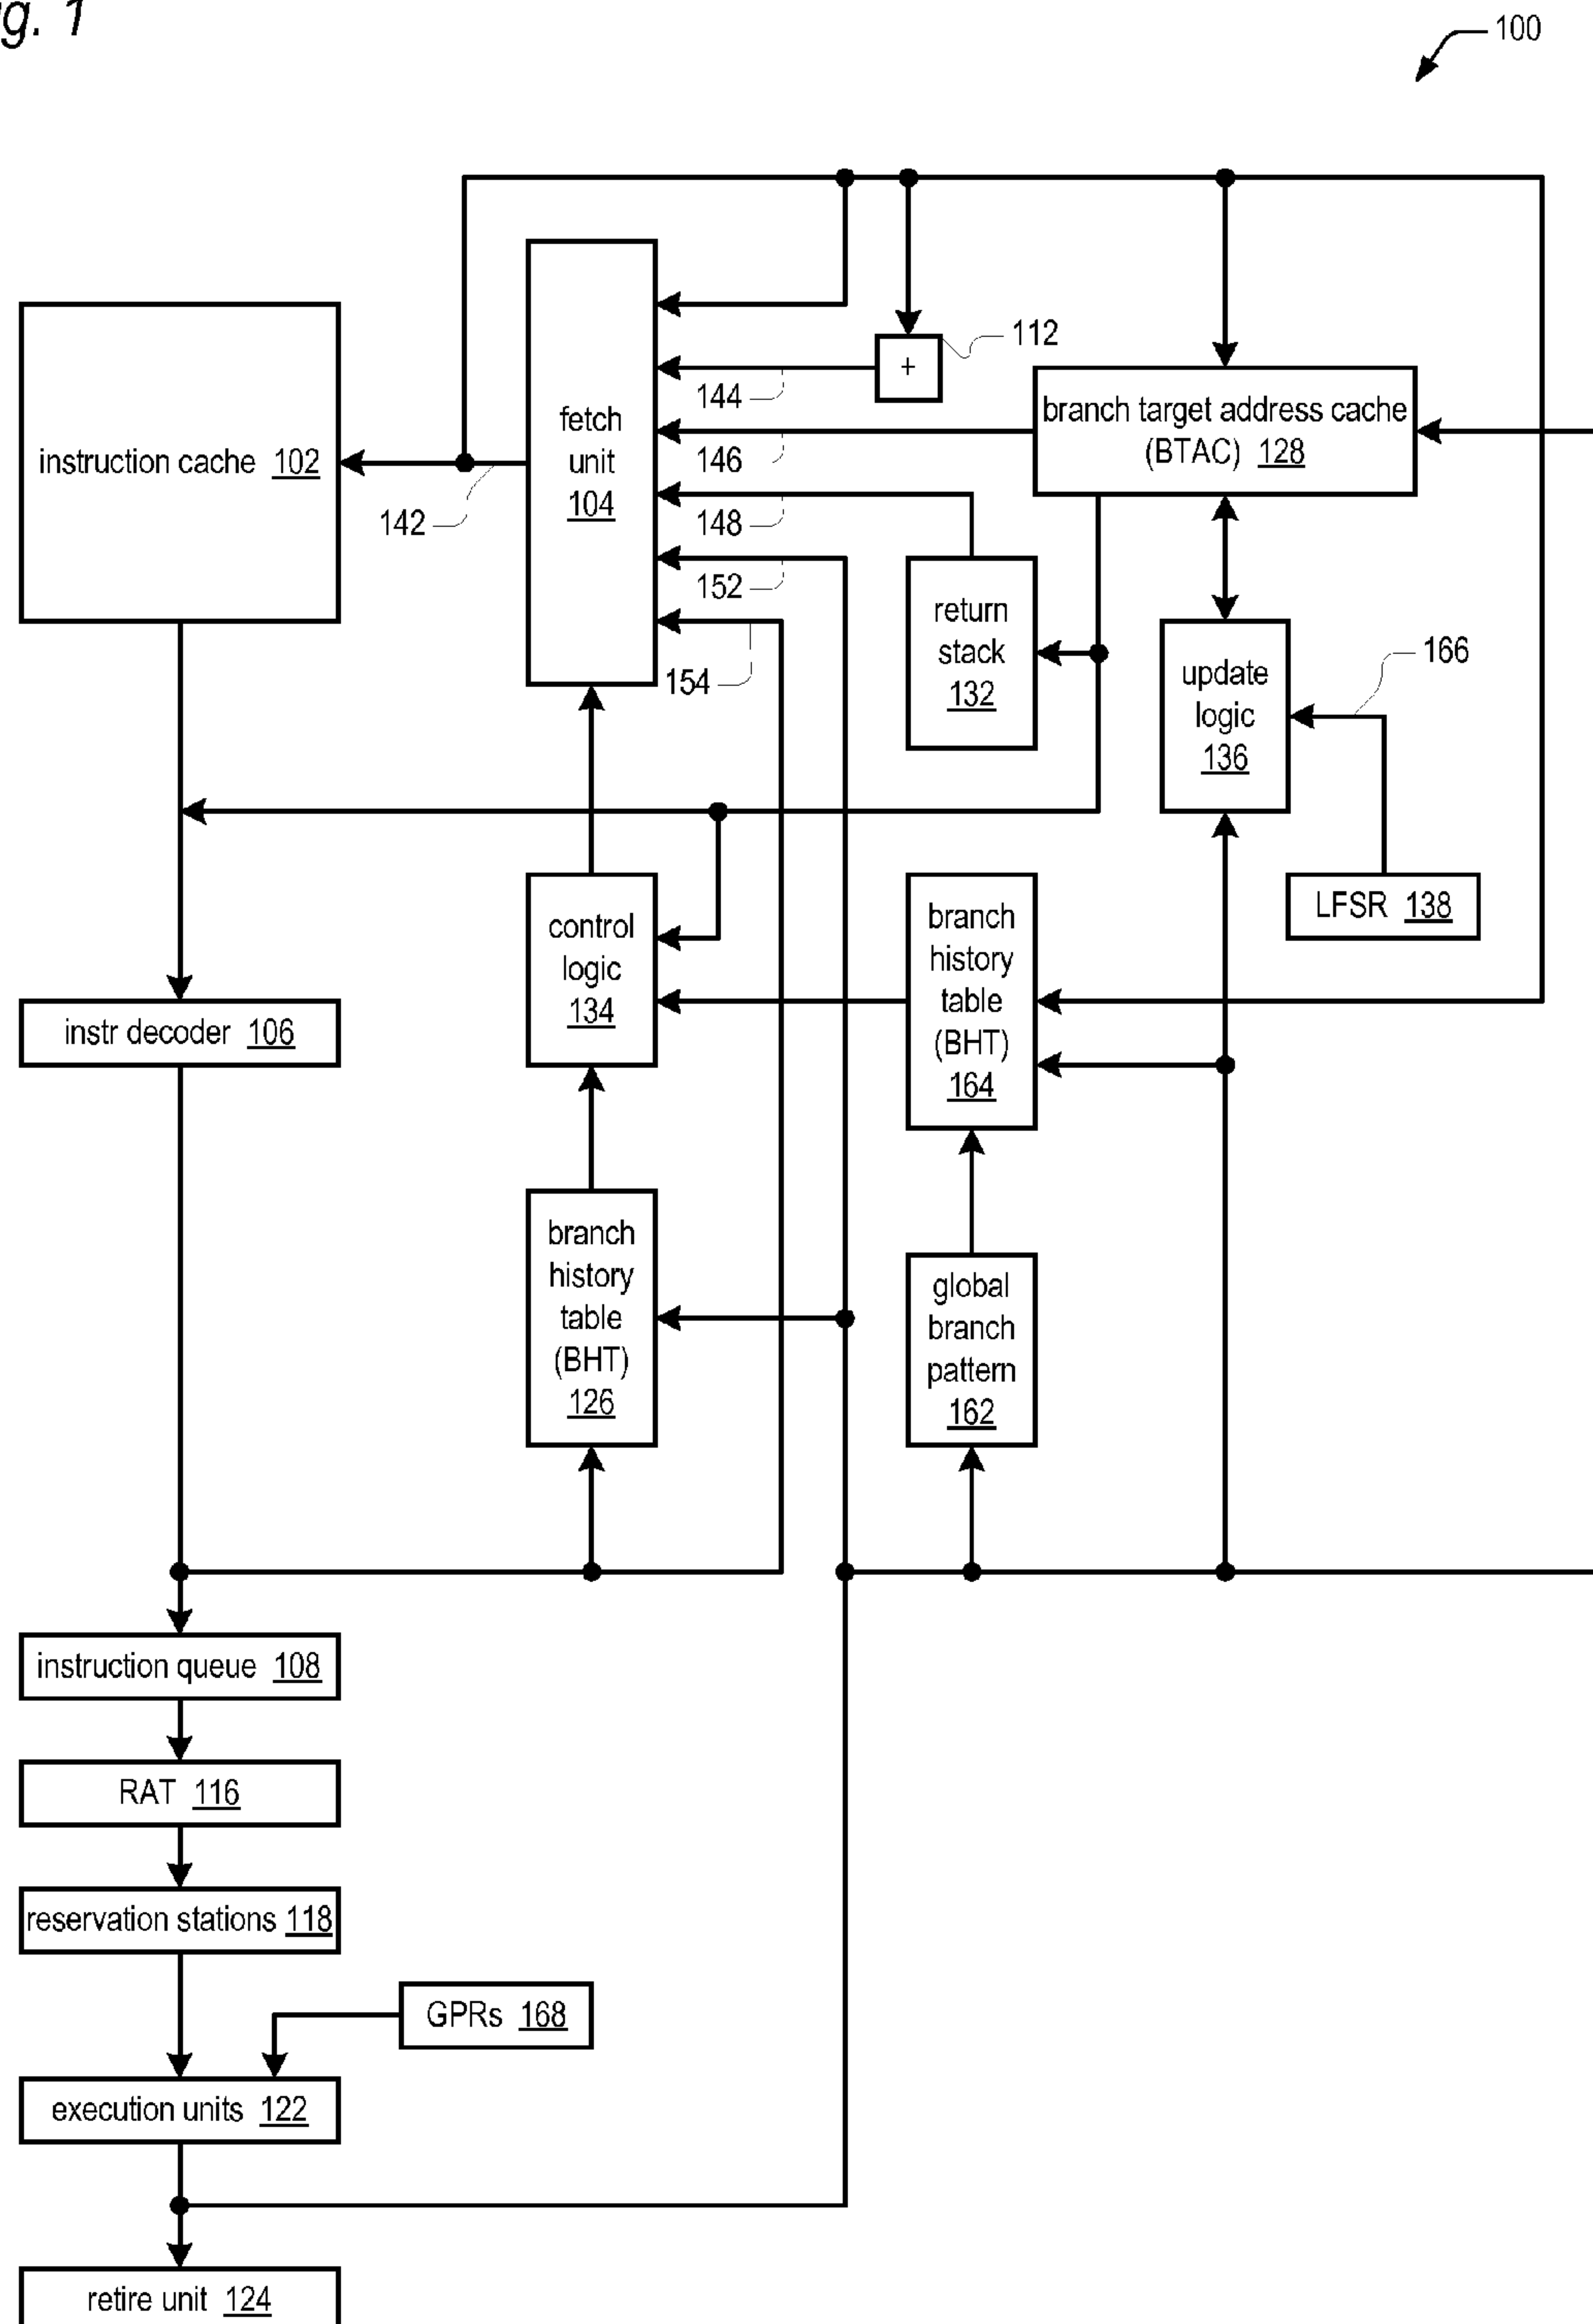 g. 1
100
112
144
fetch
unit
104
branch target address cache
(BTAC) 128
instruction cache 102
146
142
148
152
return
stack
132
154
update
logic
136
166
control
logic
134
branch
history
table
(BHT)
164
LFSR 138
instr decoder 106
branch
history
table
(BHT)
126
global
branch
pattern
162
instruction queue 108
RAT 116
reservation stations 118
GPRs 168
execution units 122
retire unit 124
+